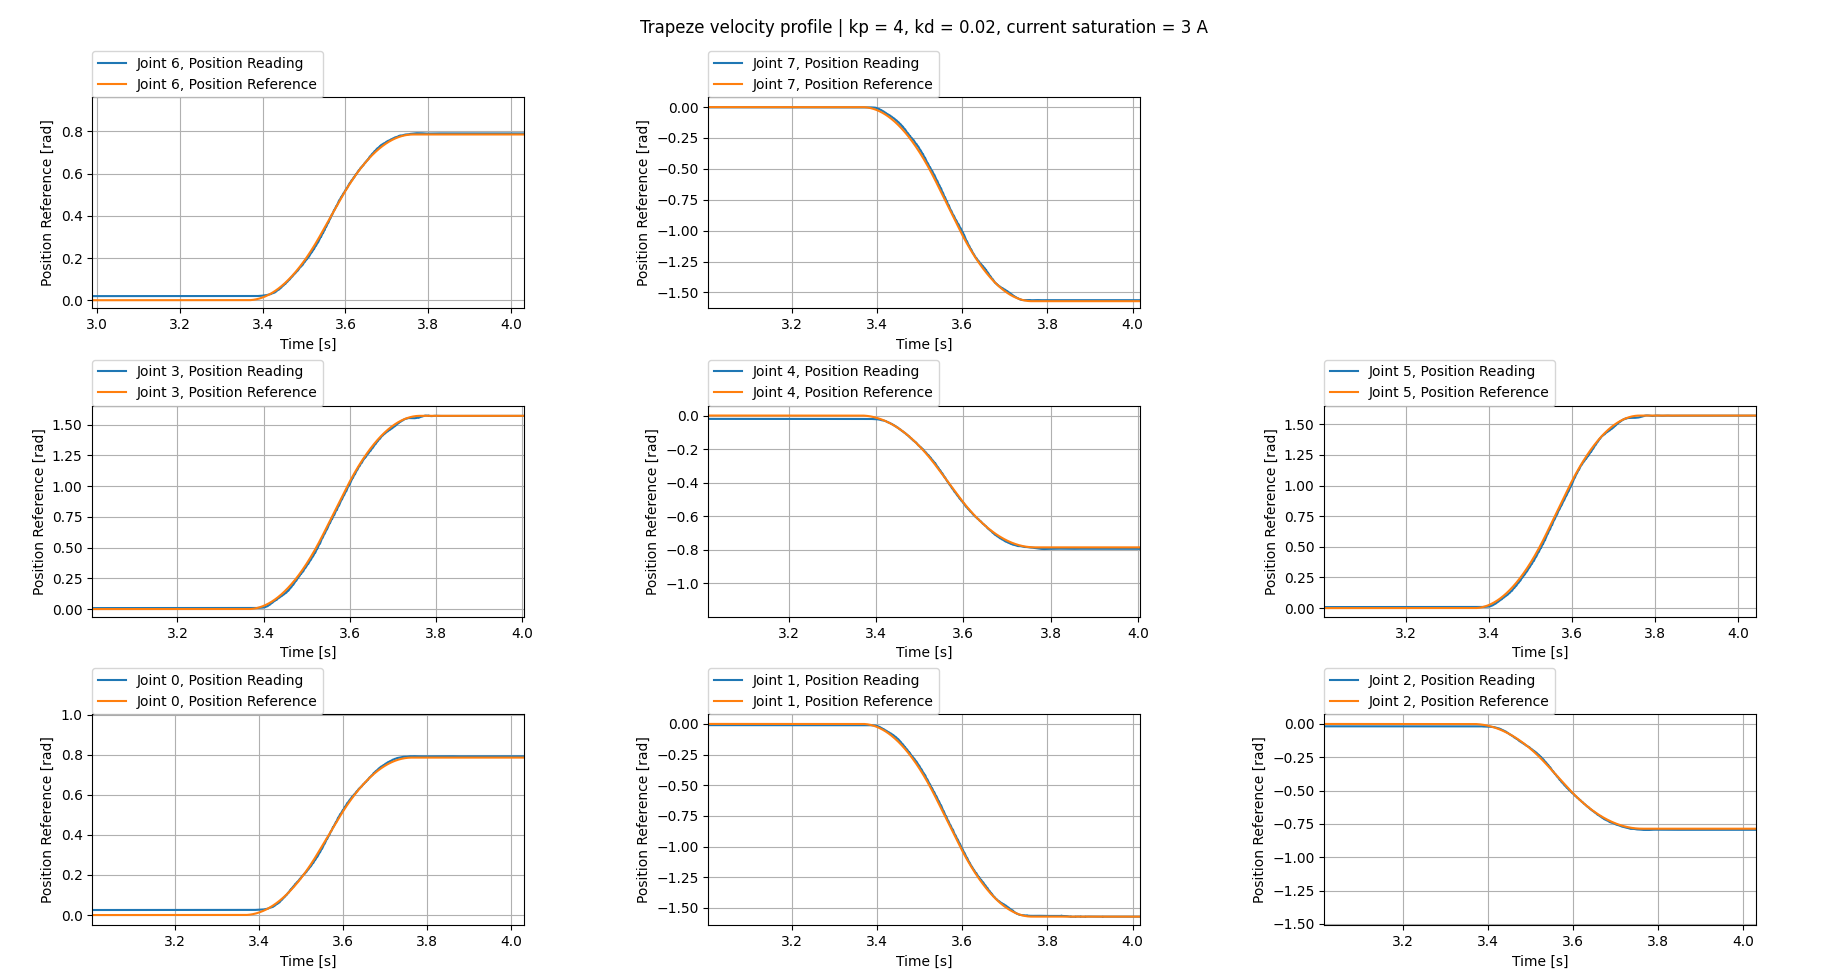 Trapeze velocity profile | kp = 4, kd = 0.02, current saturation = 3 A
Joint 6, Position Reading
Joint 6, Position Reference
Position Reference [rad]
0.8
0.6
0.4
0.2
0.0
3.0 3.2 3.4 3.6 3.8 4.0
Time [s]
Joint 7, Position Reading
Joint 7, Position Reference
Position Reference [rad]
0.00
−0.25
−0.50
−0.75
−1.00
−1.25
−1.50
3.2 3.4 3.6 3.8 4.0
Time [s]
Joint 3, Position Reading
Joint 3, Position Reference
Position Reference [rad]
1.50
1.25
1.00
0.75
0.50
0.25
0.00
3.2 3.4 3.6 3.8 4.0
Time [s]
Joint 4, Position Reading
Joint 4, Position Reference
Position Reference [rad]
0.0
−0.2
−0.4
−0.6
−0.8
−1.0
3.2 3.4 3.6 3.8 4.0
Time [s]
Joint 5, Position Reading
Joint 5, Position Reference
Position Reference [rad]
1.50
1.25
1.00
0.75
0.50
0.25
0.00
3.2 3.4 3.6 3.8 4.0
Time [s]
Joint 0, Position Reading
Joint 0, Position Reference
Position Reference [rad]
1.0
0.8
0.6
0.4
0.2
0.0
3.2 3.4 3.6 3.8 4.0
Time [s]
Joint 1, Position Reading
Joint 1, Position Reference
Position Reference [rad]
0.00
−0.25
−0.50
−0.75
−1.00
−1.25
−1.50
3.2 3.4 3.6 3.8 4.0
Time [s]
Joint 2, Position Reading
Joint 2, Position Reference
Position Reference [rad]
0.00
−0.25
−0.50
−0.75
−1.00
−1.25
−1.50
3.2 3.4 3.6 3.8 4.0
Time [s]